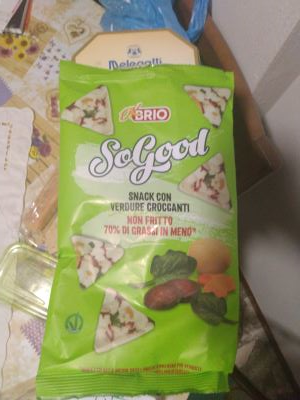 Melegatti
BRIO
SoGood
SNACK CON
VERDURE CROCCANTI
NON FRITTO
70% DI GRASSI IN MENO*